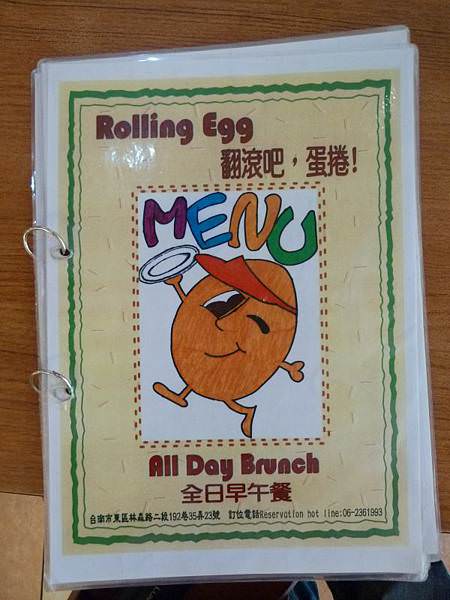 Rolling Egg
翻滾吧，蛋捲!
MENU
All Day Brunch
全日早午餐
台南市東區林森路二段192巷35弄23號 訂位電話Reservation hot line:06-2361993